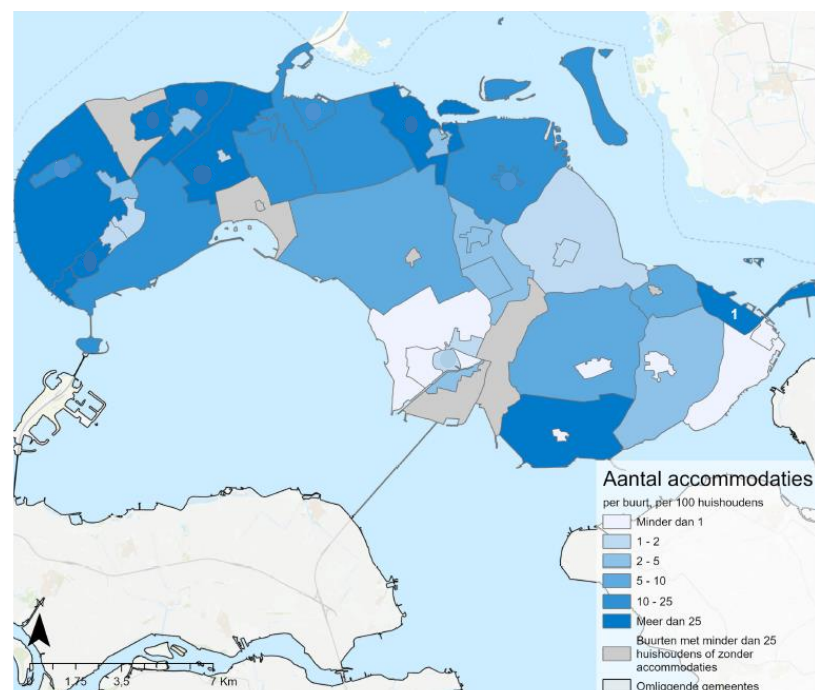 1
Aantal accommodaties
per buurt, per 100 huishoudens
Minder dan 1
1 - 2
2 - 5
5 - 10
10 - 25
Meer dan 25
Buurten met minder dan 25
huishoudens of zonder
accommodaties
Omliggende gemeentes
0 1,75 3,5 7 Km